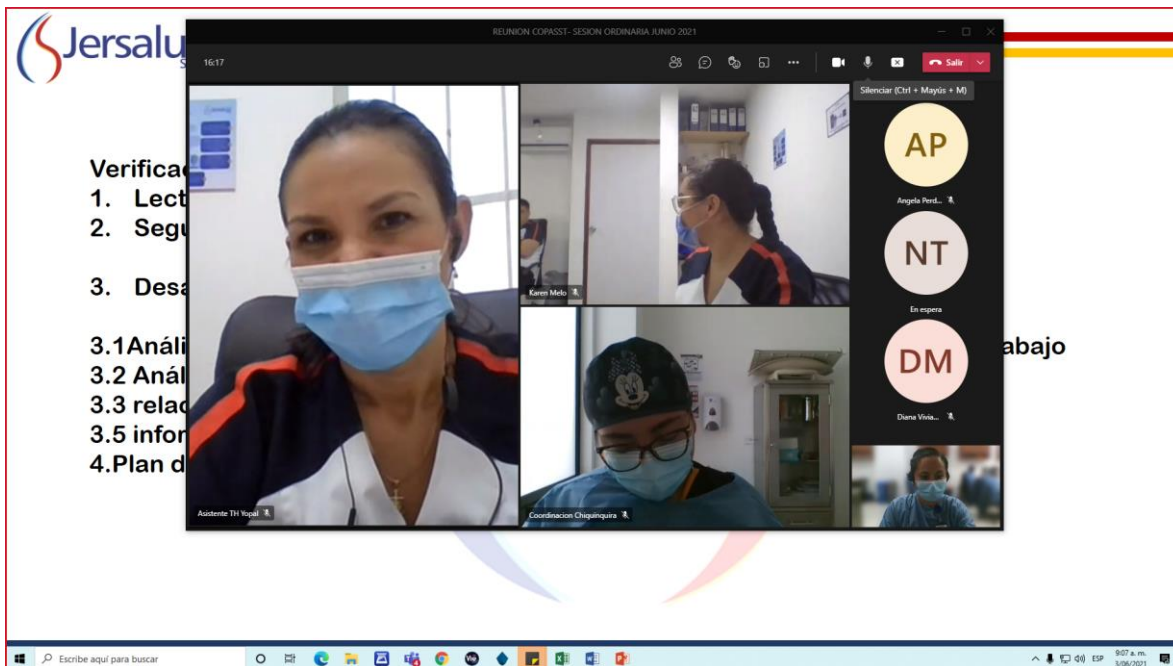 REUNION COPASST- SESION ORDINARIA JUNIO 2021
Jersalu
S
16:17
Salir
Silenciar (Ctrl + Mayús + M)
AP
Angela Perd...
NT
En espera
DM
Diana Vivia...
Karen Melo
Asistente TH Yopal
Coordinacion Chiquinquira
Verifica
1. Lect
2. Segu
3. Desa
3.1Análi
abajo
3.2 Anál
3.3 relac
3.5 infor
4.Plan d
Escribe aquí para buscar
ESP
9:07 a. m.
3/06/2021